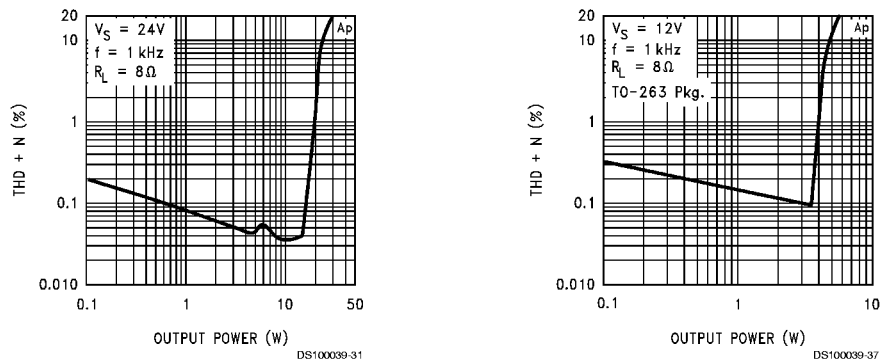 20
10
1
0.1
0.010
THD + N (%)
V_S = 24V
f = 1 kHz
R_L = 8Ω
Ap
0.1
1
10
50
OUTPUT POWER (W)
DS100039-31
20
10
1
0.1
0.010
THD + N (%)
V_S = 12V
f = 1 kHz
R_L = 8Ω
TO-263 Pkg.
Ap
0.1
1
10
OUTPUT POWER (W)
DS100039-37